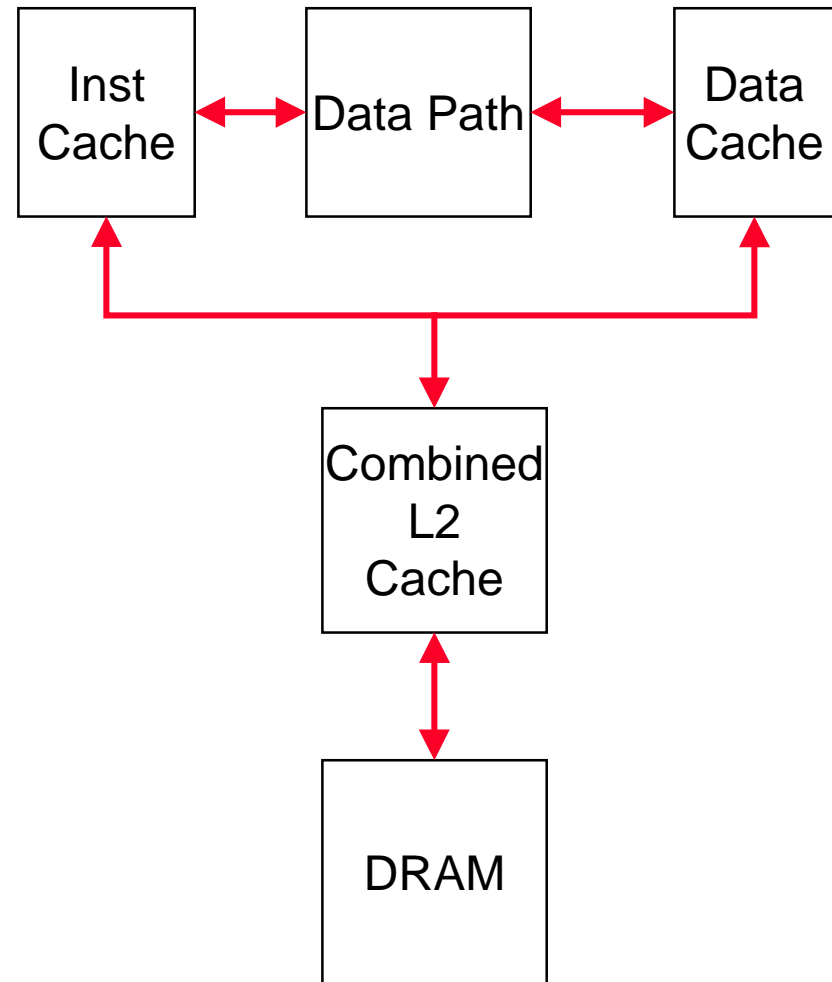 Inst
Cache
Data Path
Data
Cache
Combined
L2
Cache
DRAM